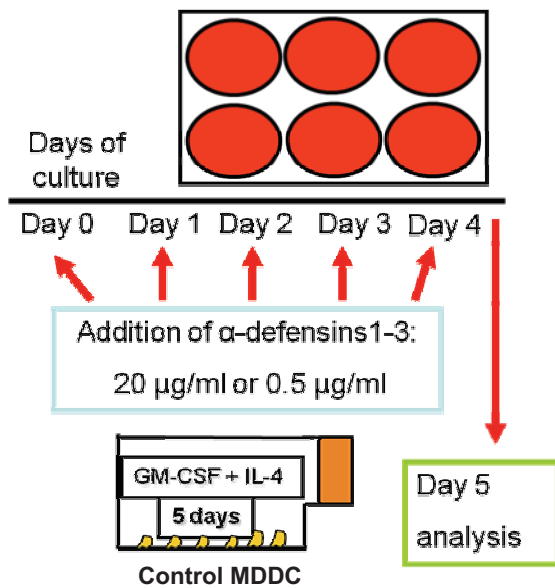 Days of
culture
Day 0 Day 1 Day 2 Day 3 Day 4
Addition of α-defensins1-3:
20 µg/ml or 0.5 µg/ml
GM-CSF + IL-4
5 days
Control MDDC
Day 5
analysis